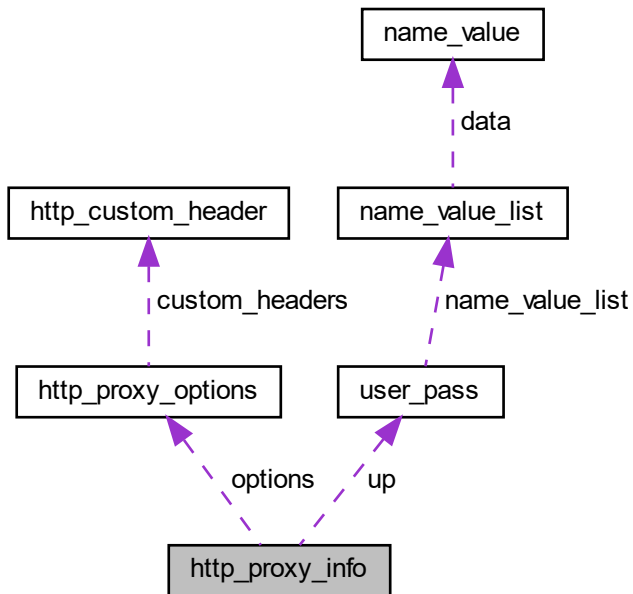 name_value
data
http_custom_header
name_value_list
custom_headers
name_value_list
http_proxy_options
user_pass
options
up
http_proxy_info